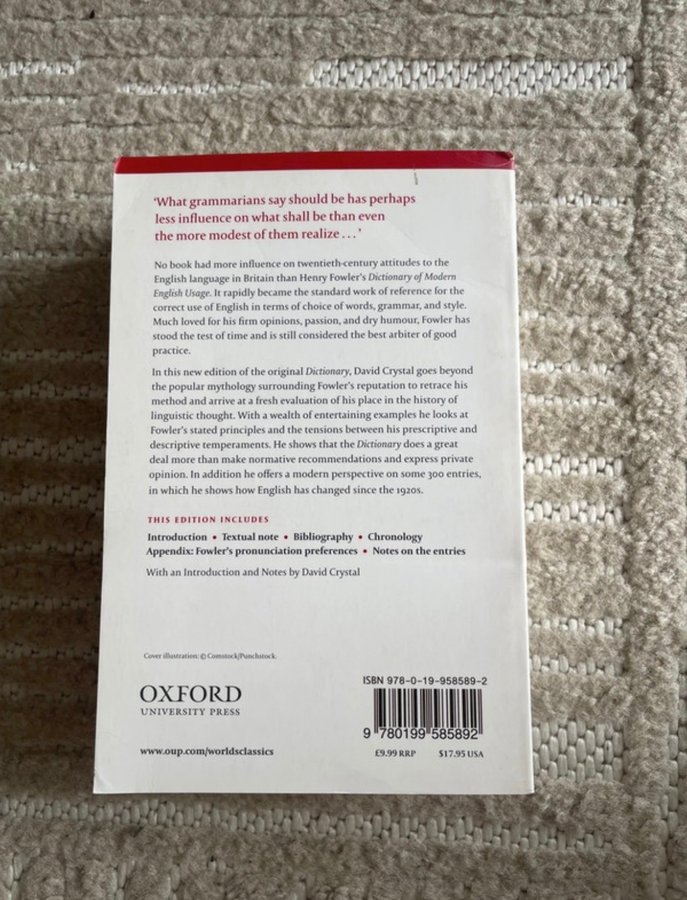 'What grammarians say should be has perhaps
less influence on what shall be than even
the more modest of them realize . . . '
No book had more influence on twentieth-century attitudes to the
English language in Britain than Henry Fowler's Dictionary of Modern
English Usage. It rapidly became the standard work of reference for the
correct use of English in terms of choice of words, grammar, and style.
Much loved for his firm opinions, passion, and dry humour, Fowler has
stood the test of time and is still considered the best arbiter of good
practice.
In this new edition of the original Dictionary, David Crystal goes beyond
the popular mythology surrounding Fowler's reputation to retrace his
method and arrive at a fresh evaluation of his place in the history of
linguistic thought. With a wealth of entertaining examples he looks at
Fowler's stated principles and the tensions between his prescriptive and
descriptive temperaments. He shows that the Dictionary does a great
deal more than make normative recommendations and express private
opinion. In addition he offers a modern perspective on some 300 entries,
in which he shows how English has changed since the 1920s.
THIS EDITION INCLUDES
Introduction • Textual note • Bibliography • Chronology
Appendix: Fowler's pronunciation preferences • Notes on the entries
With an Introduction and Notes by David Crystal
Cover illustration: © Comstock/Punchstock.
OXFORD
UNIVERSITY PRESS
www.oup.com/worldsclassics
ISBN 978-0-19-958589-2
9 780199 585892
£9.99 RRP $17.95 USA